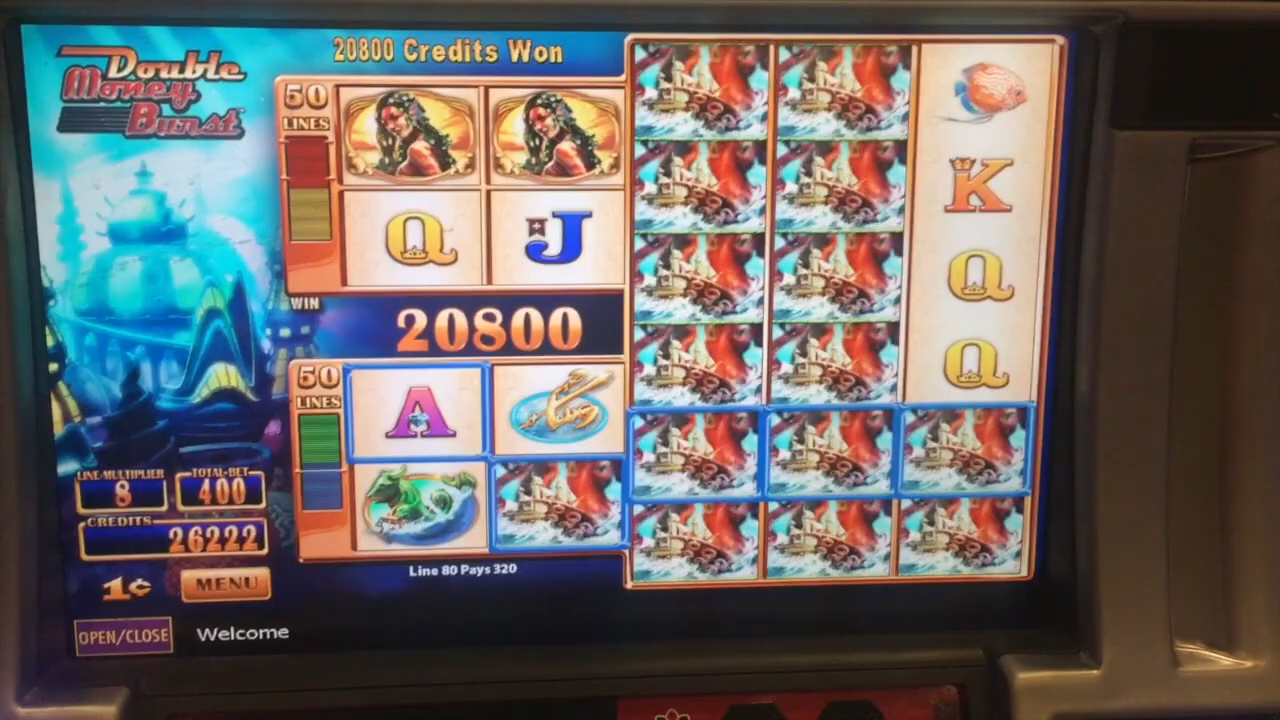 Double
Money
Burst
20800 Credits Won
50
LINES
Q
J
K
Q
Q
WIN
20800
50
LINES
A
LINE MULTIPLIER
8
TOTAL BET
400
CREDITS
26222
1¢
MENU
Line 80 Pays 320
OPEN/CLOSE
Welcome